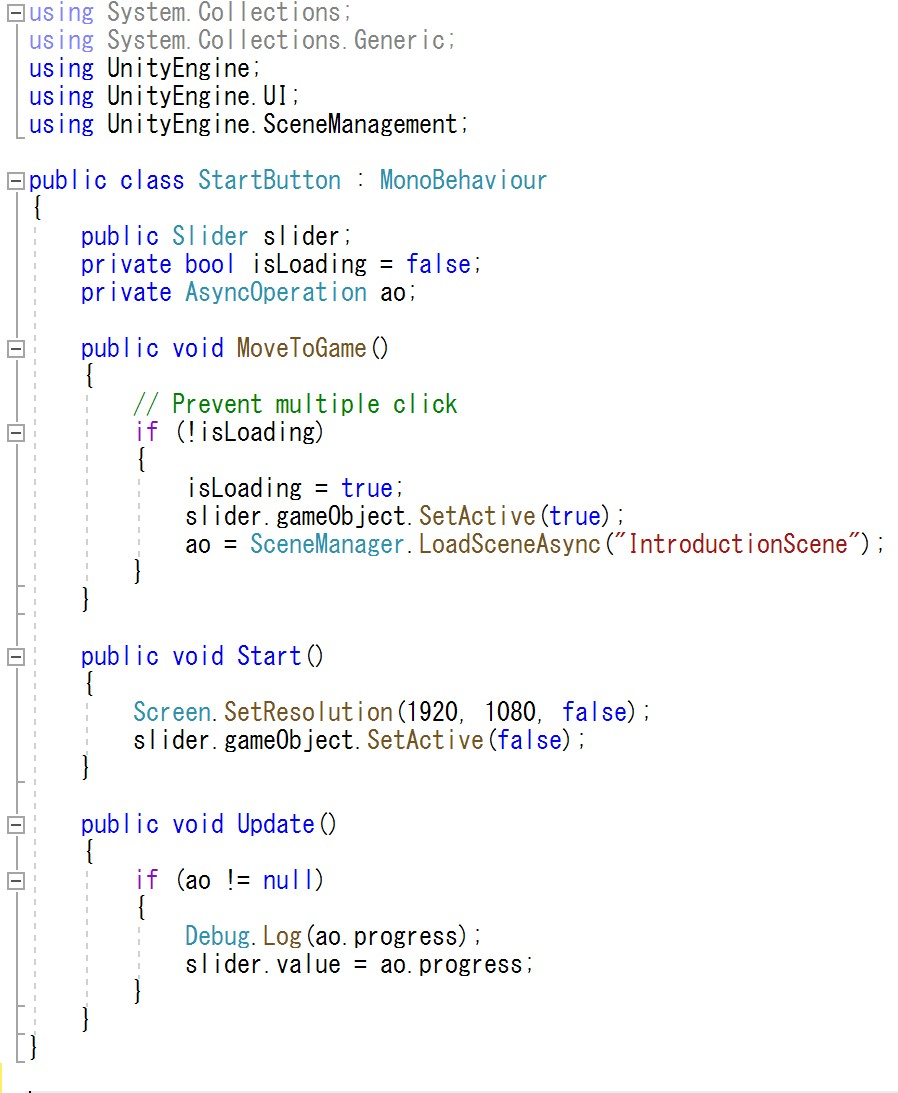 using System.Collections;
using System.Collections.Generic;
using UnityEngine;
using UnityEngine.UI;
using UnityEngine.SceneManagement;
public class StartButton : MonoBehaviour
{
public Slider slider;
private bool isLoading = false;
private AsyncOperation ao;
public void MoveToGame()
{
// Prevent multiple click
if (!isLoading)
{
isLoading = true;
slider.gameObject.SetActive(true);
ao = SceneManager.LoadSceneAsync("IntroductionScene");
}
}
public void Start()
{
Screen.SetResolution(1920, 1080, false);
slider.gameObject.SetActive(false);
}
public void Update()
{
if (ao != null)
{
Debug.Log(ao.progress);
slider.value = ao.progress;
}
}
}